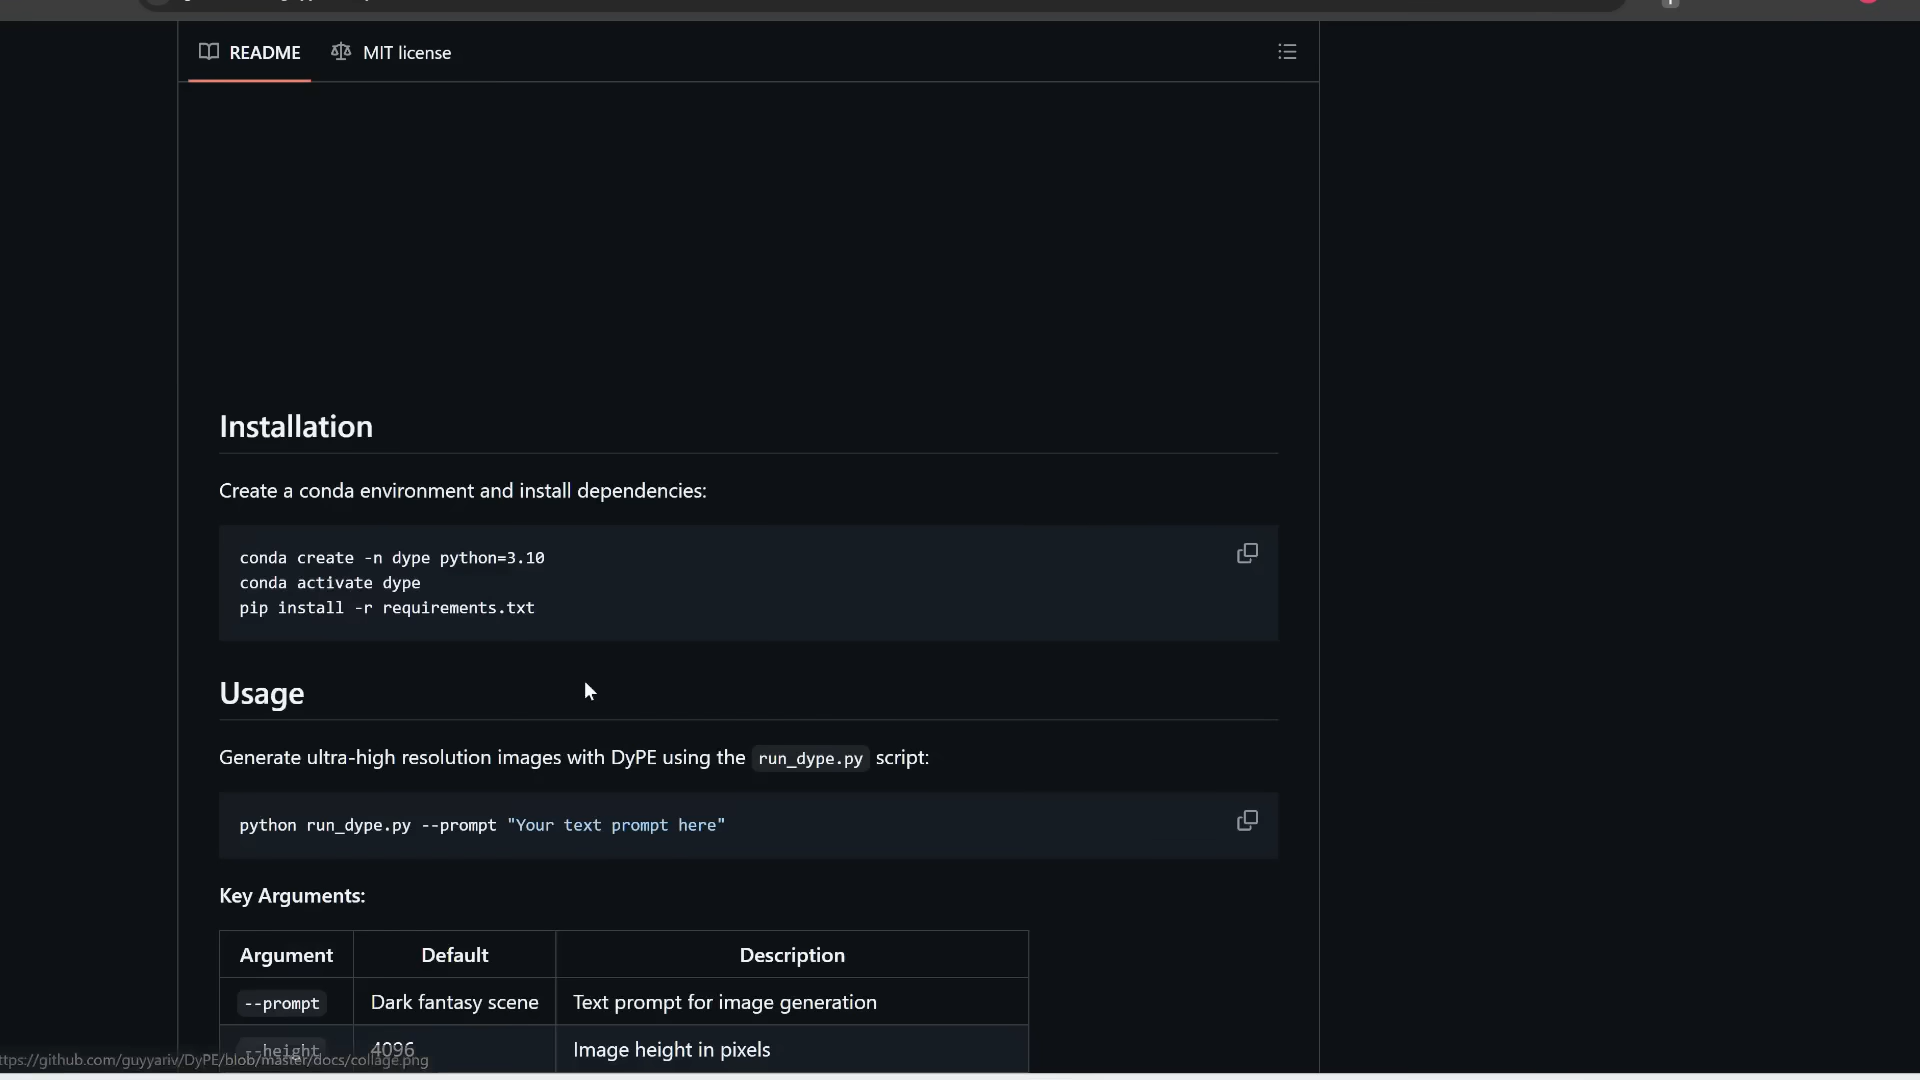 README
MIT license
Installation
Create a conda environment and install dependencies:
conda create -n dype python=3.10
conda activate dype
pip install -r requirements.txt
Usage
Generate ultra-high resolution images with DyPE using the run_dype.py script:
python run_dype.py --prompt "Your text prompt here"
Key Arguments:
Argument Default Description
--prompt Dark fantasy scene Text prompt for image generation
--height 4096 Image height in pixels
ttps://github.com/guyyariv/DyPE/blob/master/docs/collage.png